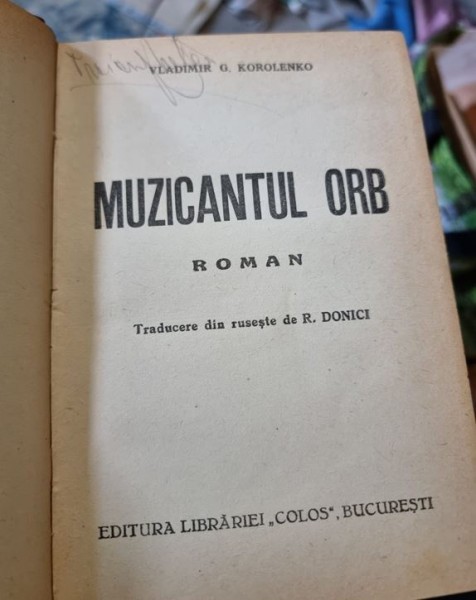 VLADIMIR G. KOROLENKO
MUZICANTUL ORB
ROMAN
Traducere din rusește de R. DONICI
EDITURA LIBRĂRIEI „COLOS“, BUCUREȘTI